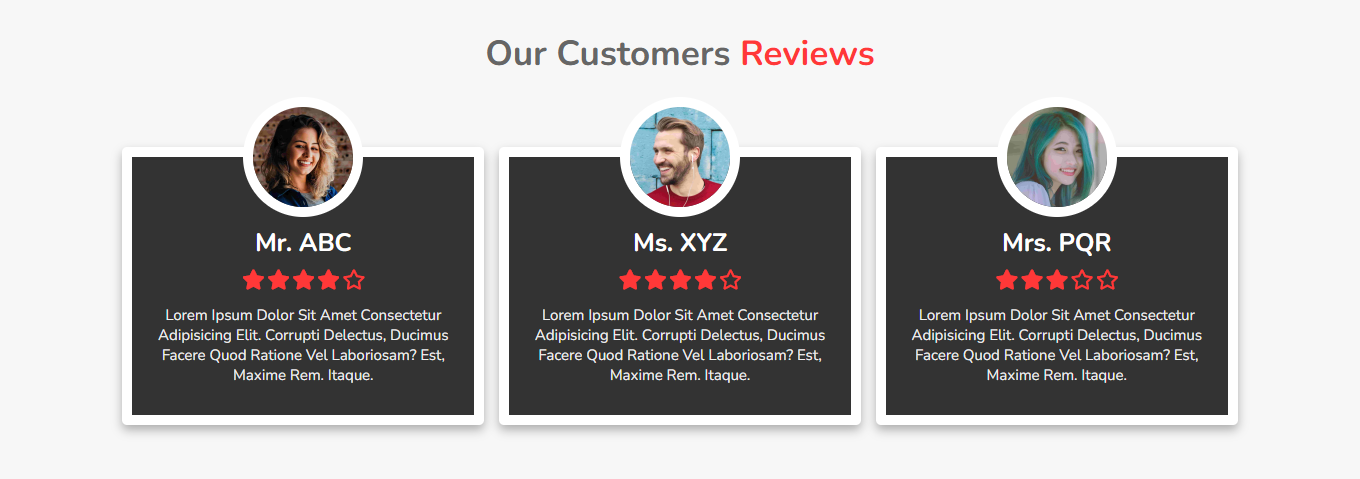 Our Customers Reviews
Mr. ABC
Lorem Ipsum Dolor Sit Amet Consectetur
Adipisicing Elit. Corrupti Delectus, Ducimus
Facere Quod Ratione Vel Laboriosam? Est,
Maxime Rem. Itaque.
Ms. XYZ
Lorem Ipsum Dolor Sit Amet Consectetur
Adipisicing Elit. Corrupti Delectus, Ducimus
Facere Quod Ratione Vel Laboriosam? Est,
Maxime Rem. Itaque.
Mrs. PQR
Lorem Ipsum Dolor Sit Amet Consectetur
Adipisicing Elit. Corrupti Delectus, Ducimus
Facere Quod Ratione Vel Laboriosam? Est,
Maxime Rem. Itaque.